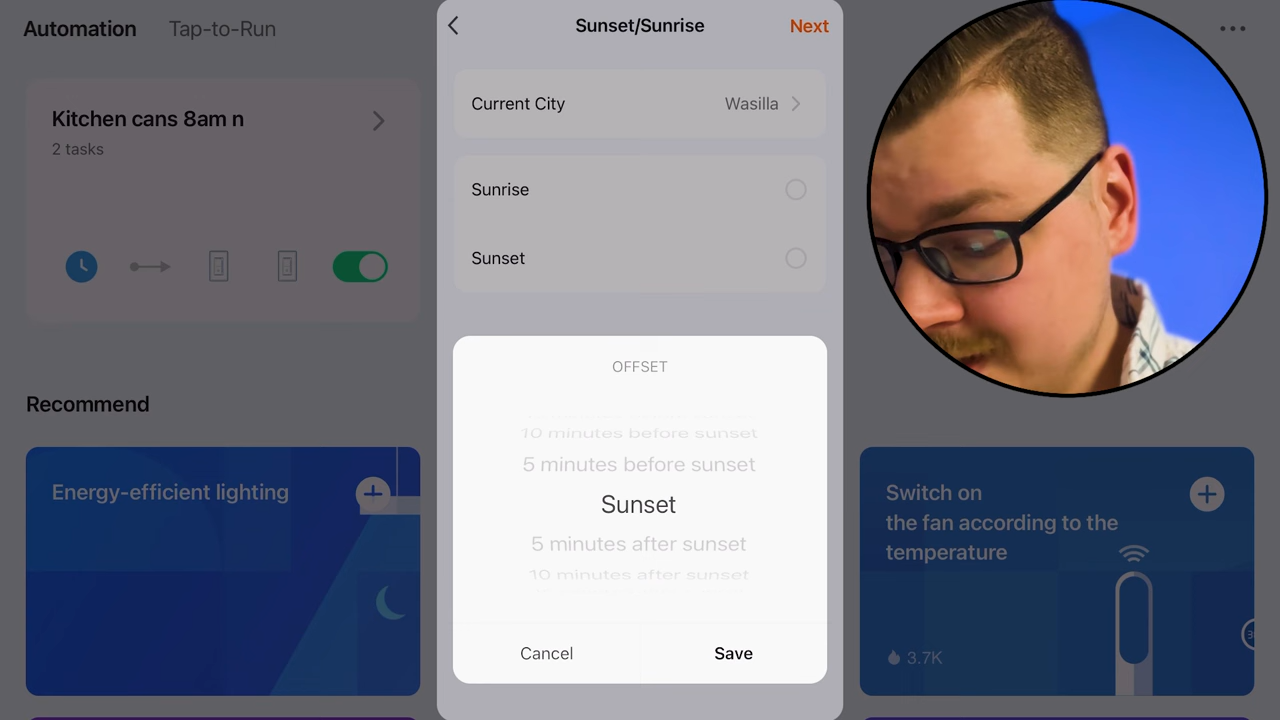 Automation
Tap-to-Run
Kitchen cans 8am n
2 tasks
Recommend
Energy-efficient lighting
Sunset/Sunrise
Next
Current City
Wasilla
Sunrise
Sunset
OFFSET
10 minutes before sunset
5 minutes before sunset
Sunset
5 minutes after sunset
10 minutes after sunset
Cancel
Save
Switch on
the fan according to the
temperature
3.7K